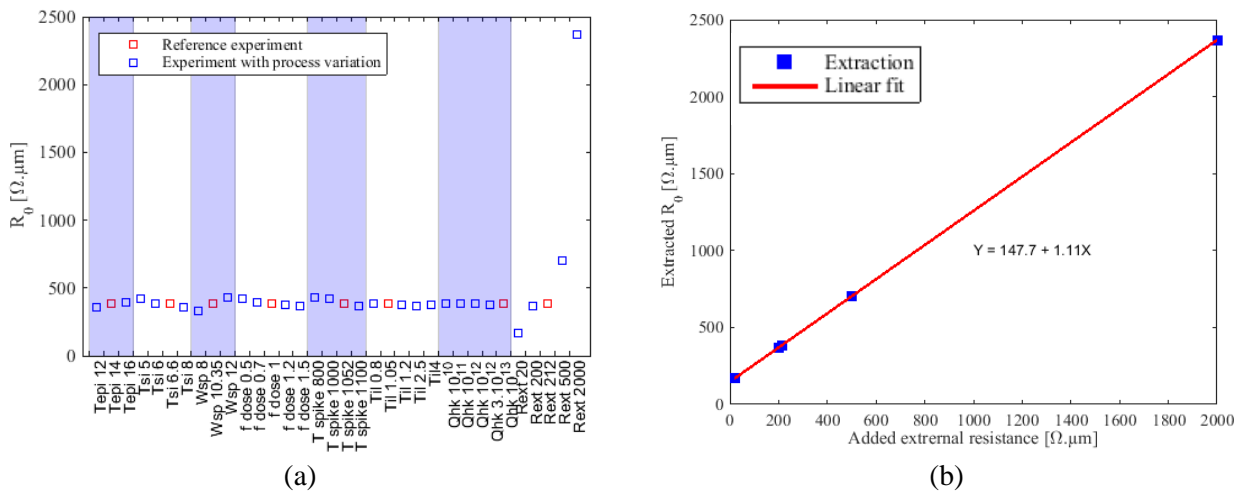 2500
2000
1500
1000
500
0
R0 [Ω.μm]
Reference experiment
Experiment with process variation
Tepi 12
Tepi 14
Tepi 16
Tsi 5
Tsi 6
Tsi 6.6
Tsi 8
Wsp 8
Wsp 10.35
Wsp 12
f dose 0.5
f dose 0.7
f dose 1
f dose 1.2
f dose 1.5
T spike 800
T spike 1000
T spike 1052
T spike 1100
Til 0.8
Til 1.05
Til 1.2
Til 2.5
Til4
Qhk 10^10
Qhk 10^11
Qhk 10^12
Qhk 3.10^12
Qhk 10^13
Rext 20
Rext 200
Rext 212
Rext 500
Rext 2000
(a)
2500
2000
1500
1000
500
0
Extracted R0 [Ω.μm]
Extraction
Linear fit
Y = 147.7 + 1.11X
0 200 400 600 800 1000 1200 1400 1600 1800 2000
Added extrernal resistance [Ω.μm]
(b)